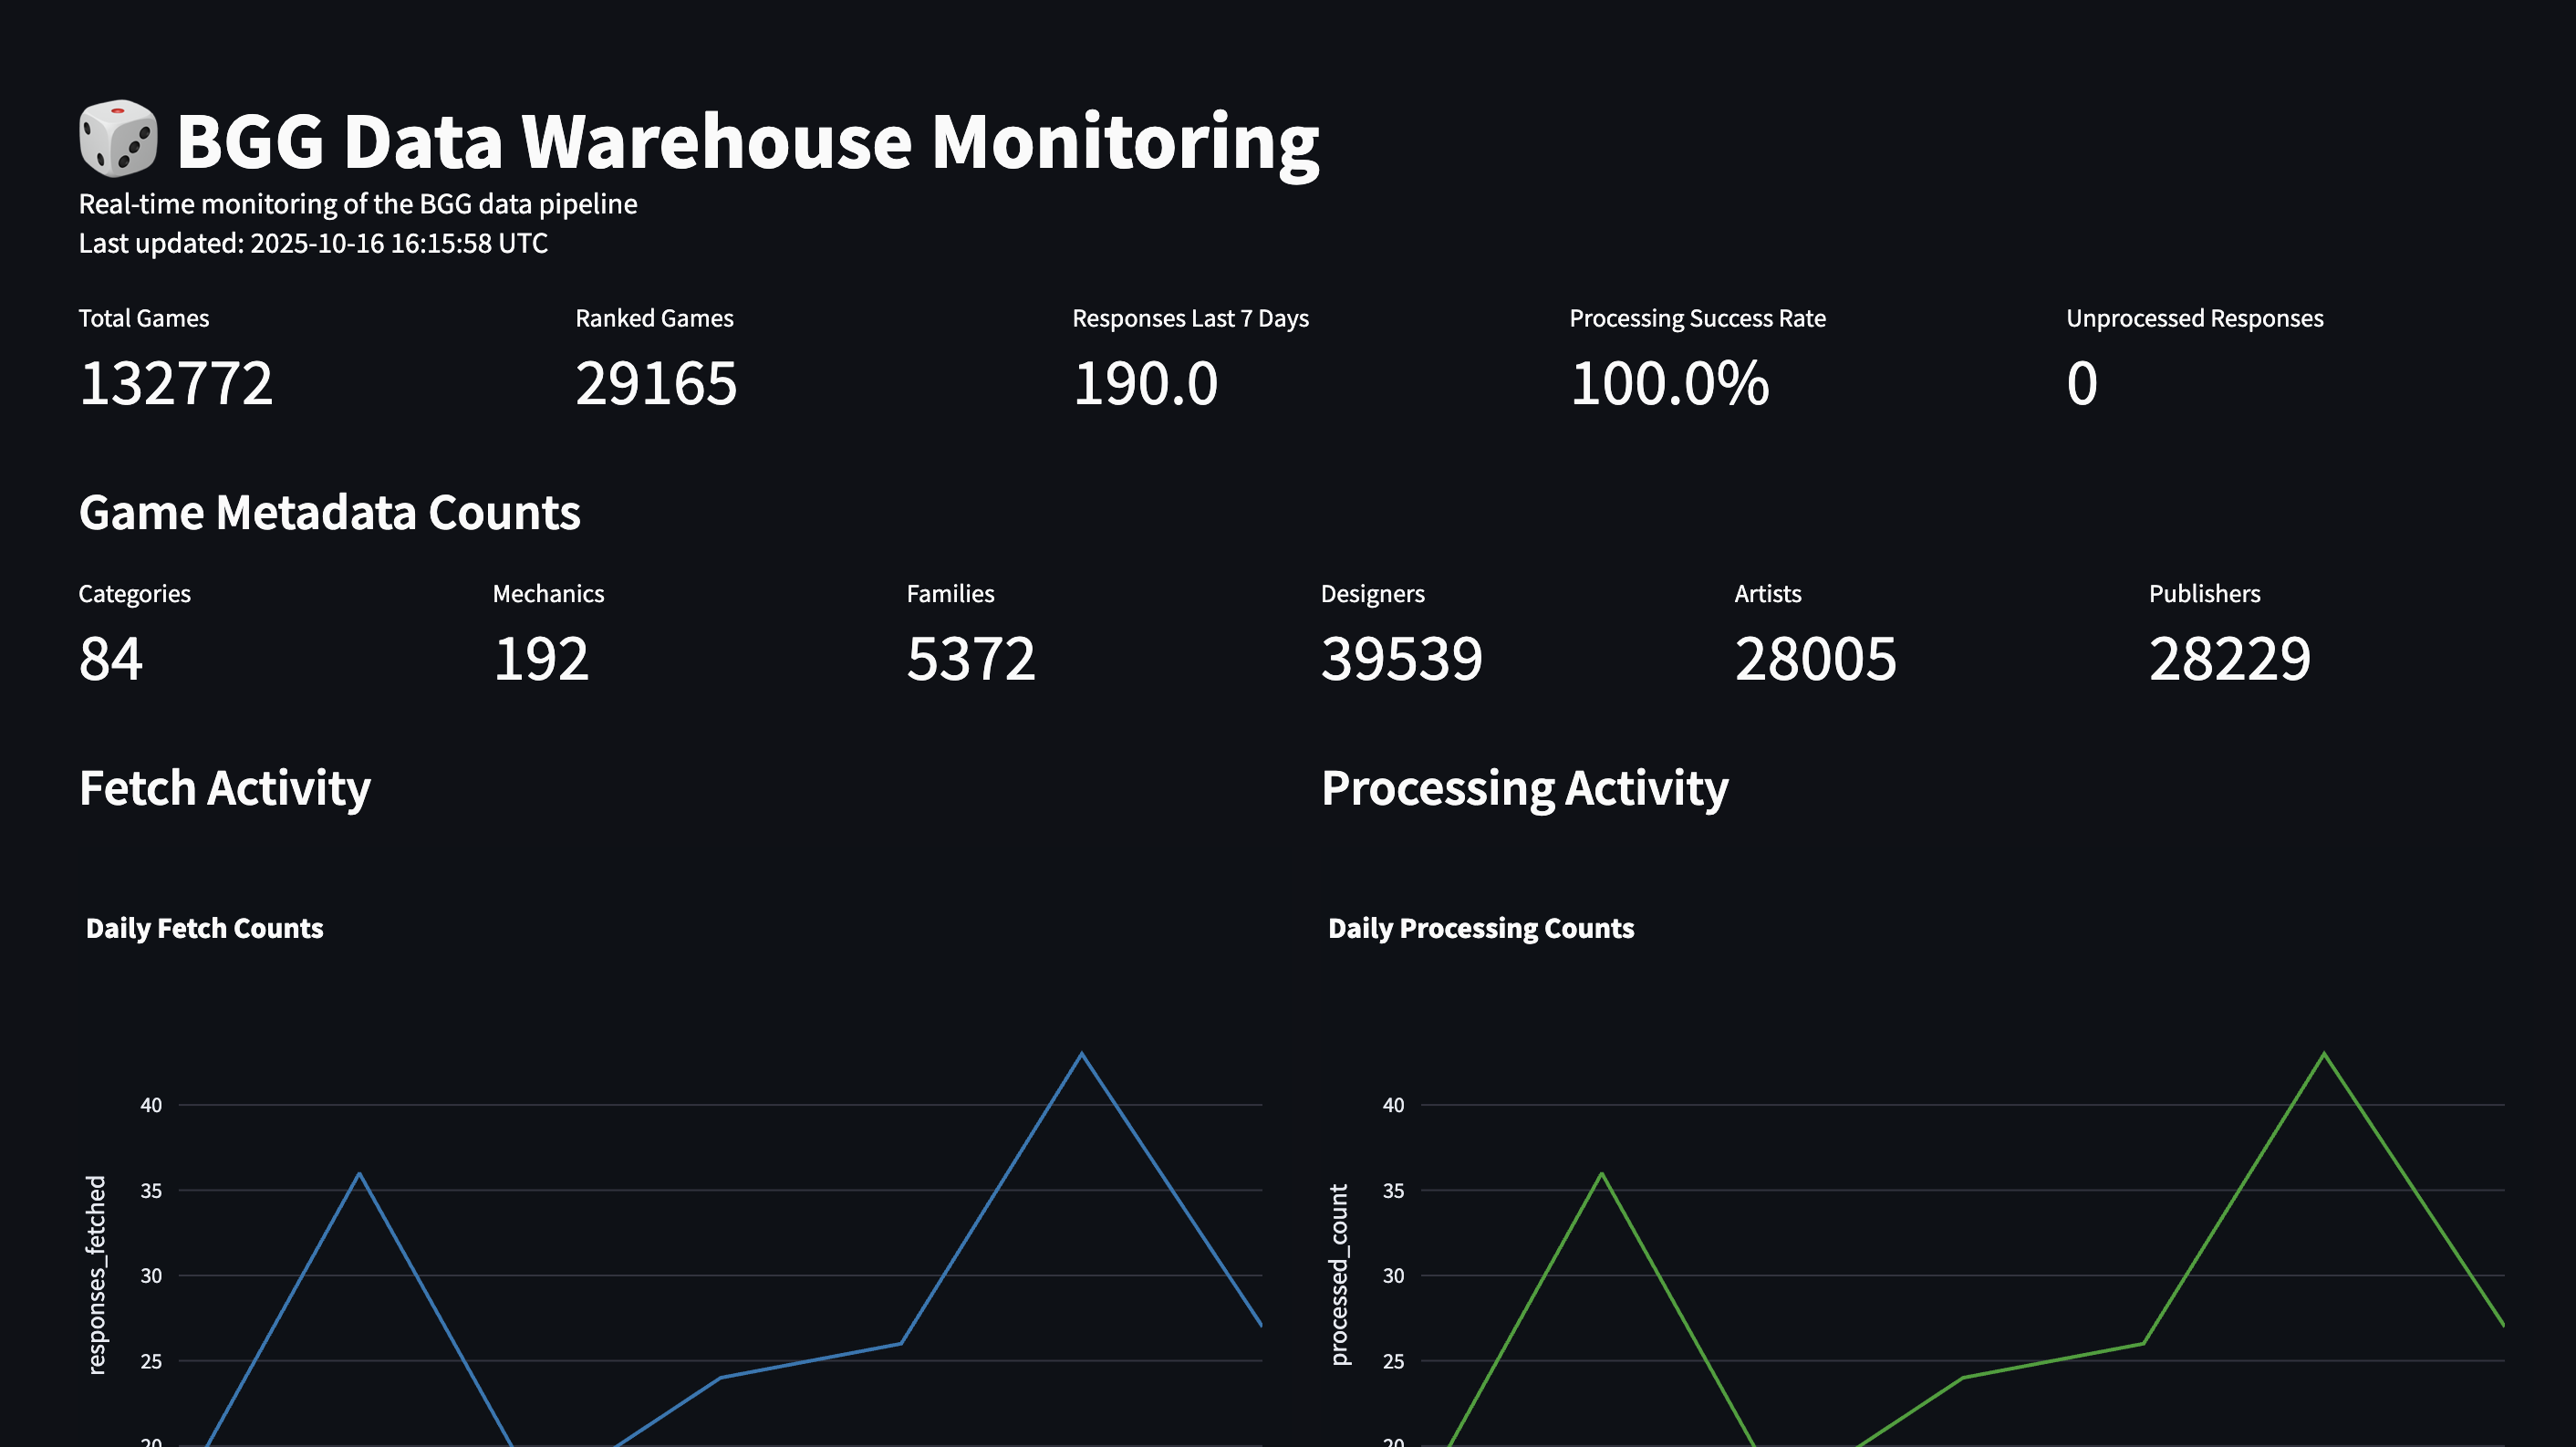 BGG Data Warehouse Monitoring
Real-time monitoring of the BGG data pipeline
Last updated: 2025-10-16 16:15:58 UTC
Total Games
132772
Ranked Games
29165
Responses Last 7 Days
190.0
Processing Success Rate
100.0%
Unprocessed Responses
0
Game Metadata Counts
Categories
84
Mechanics
192
Families
5372
Designers
39539
Artists
28005
Publishers
28229
Fetch Activity
Daily Fetch Counts
responses_fetched
40
35
30
25
20
Processing Activity
Daily Processing Counts
processed_count
40
35
30
25
20